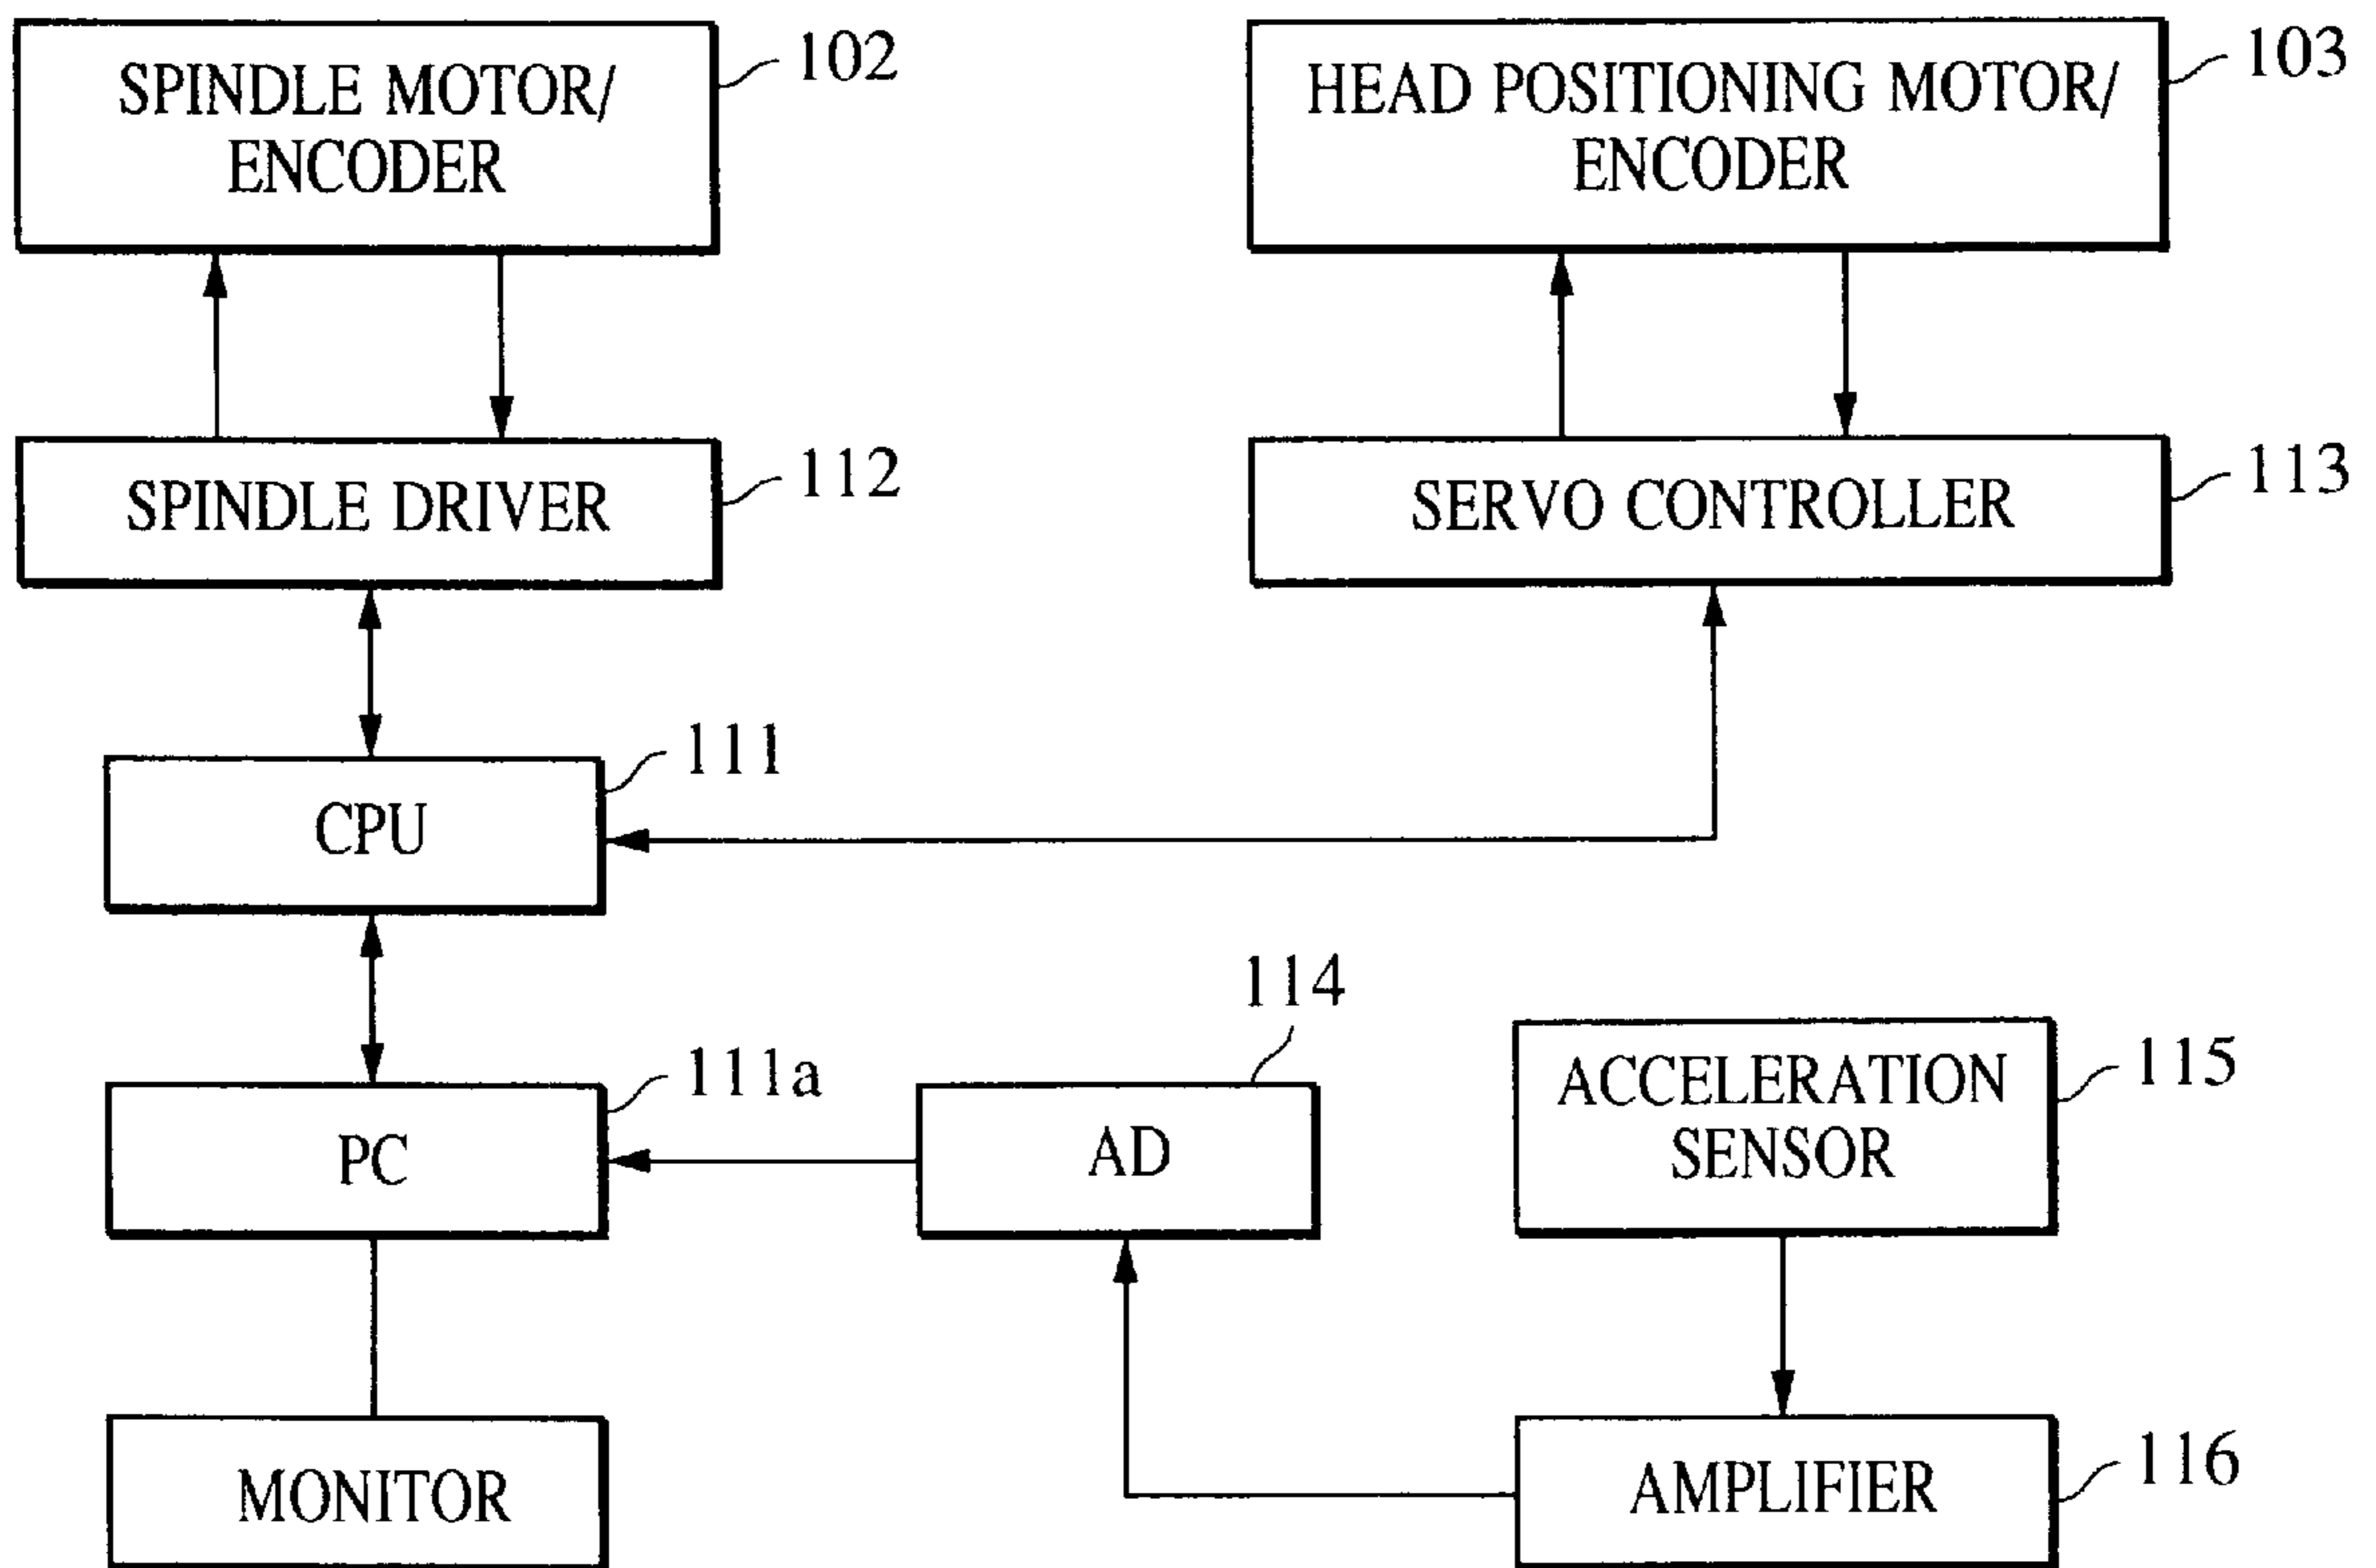 SPINDLE MOTOR/
ENCODER
102
HEAD POSITIONING MOTOR/
ENCODER
103
SPINDLE DRIVER
112
SERVO CONTROLLER
113
CPU
111
PC
111a
AD
114
ACCELERATION
SENSOR
115
MONITOR
AMPLIFIER
116